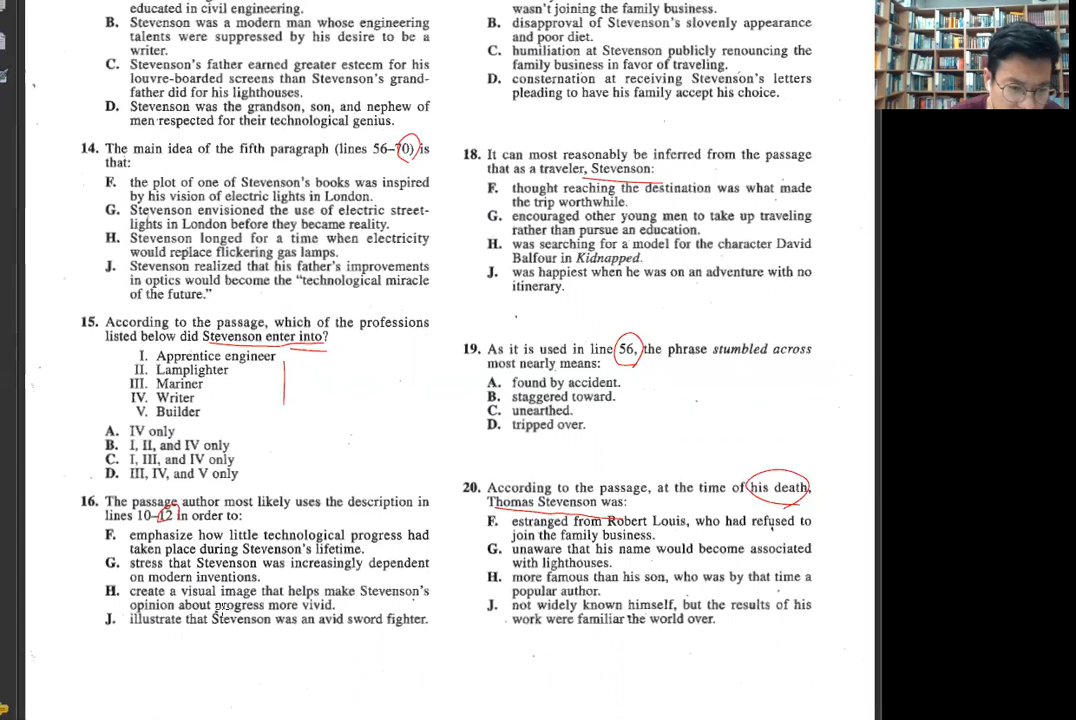 educated in civil engineering.
B. Stevenson was a modern man whose engineering
talents were suppressed by his desire to be a
writer.
C. Stevenson's father earned greater esteem for his
louvre-boarded screens than Stevenson's grand-
father did for his lighthouses.
D. Stevenson was the grandson, son, and nephew of
men respected for their technological genius.
14. The main idea of the fifth paragraph (lines 56–70) is
that:
F. the plot of one of Stevenson's books was inspired
by his vision of electric lights in London.
G. Stevenson envisioned the use of electric street-
lights in London before they became reality.
H. Stevenson longed for a time when electricity
would replace flickering gas lamps.
J. Stevenson realized that his father's improvements
in optics would become the “technological miracle
of the future.”
15. According to the passage, which of the professions
listed below did Stevenson enter into?
I. Apprentice engineer
II. Lamplighter
III. Mariner
IV. Writer
V. Builder
A. IV only
B. I, II, and IV only
C. I, III, and IV only
D. III, IV, and V only
16. The passage author most likely uses the description in
lines 10–12 in order to:
F. emphasize how little technological progress had
taken place during Stevenson's lifetime.
G. stress that Stevenson was increasingly dependent
on modern inventions.
H. create a visual image that helps make Stevenson's
opinion about progress more vivid.
J. illustrate that Stevenson was an avid sword fighter.
wasn't joining the family business.
B. disapproval of Stevenson's slovenly appearance
and poor diet.
C. humiliation at Stevenson publicly renouncing the
family business in favor of traveling.
D. consternation at receiving Stevenson's letters
pleading to have his family accept his choice.
18. It can most reasonably be inferred from the passage
that as a traveler, Stevenson:
F. thought reaching the destination was what made
the trip worthwhile.
G. encouraged other young men to take up traveling
rather than pursue an education.
H. was searching for a model for the character David
Balfour in Kidnapped.
J. was happiest when he was on an adventure with no
itinerary.
19. As it is used in line 56, the phrase stumbled across
most nearly means:
A. found by accident.
B. staggered toward.
C. unearthed.
D. tripped over.
20. According to the passage, at the time of his death,
Thomas Stevenson was:
F. estranged from Robert Louis, who had refused to
join the family business.
G. unaware that his name would become associated
with lighthouses.
H. more famous than his son, who was by that time a
popular author.
J. not widely known himself, but the results of his
work were familiar the world over.